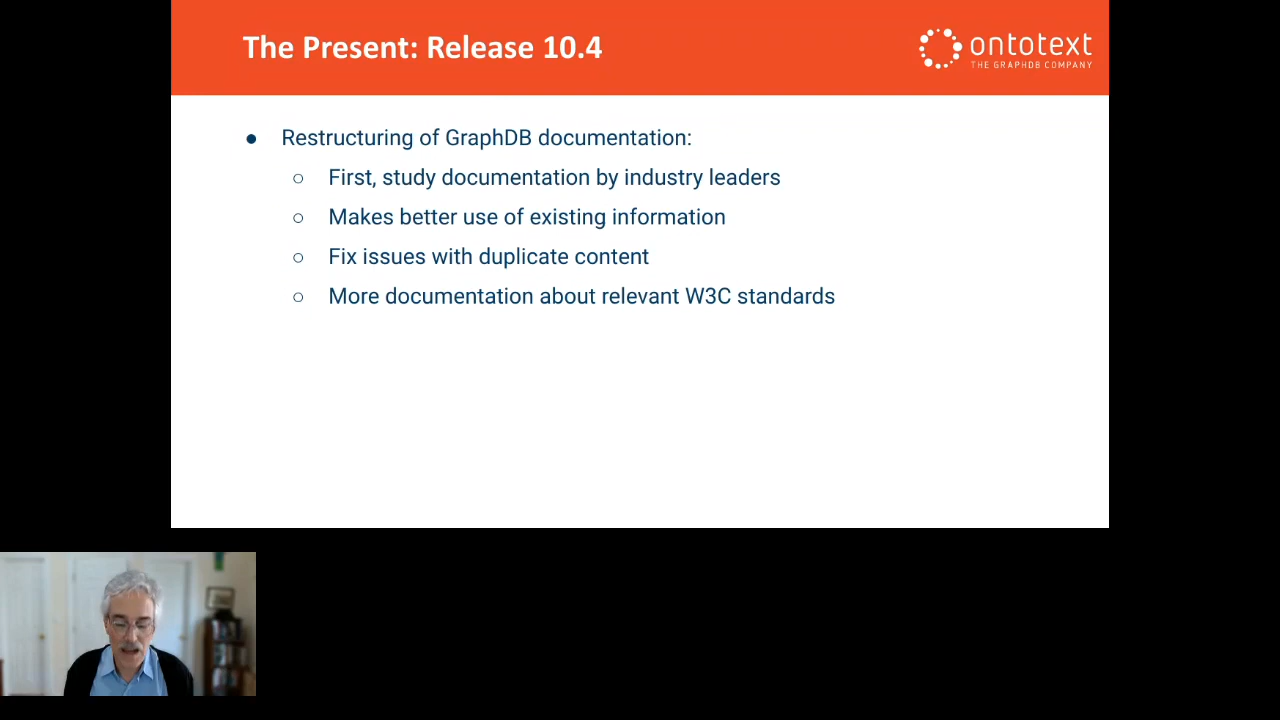 The Present: Release 10.4
ontotext
THE GRAPHDB COMPANY
● Restructuring of GraphDB documentation:
○ First, study documentation by industry leaders
○ Makes better use of existing information
○ Fix issues with duplicate content
○ More documentation about relevant W3C standards